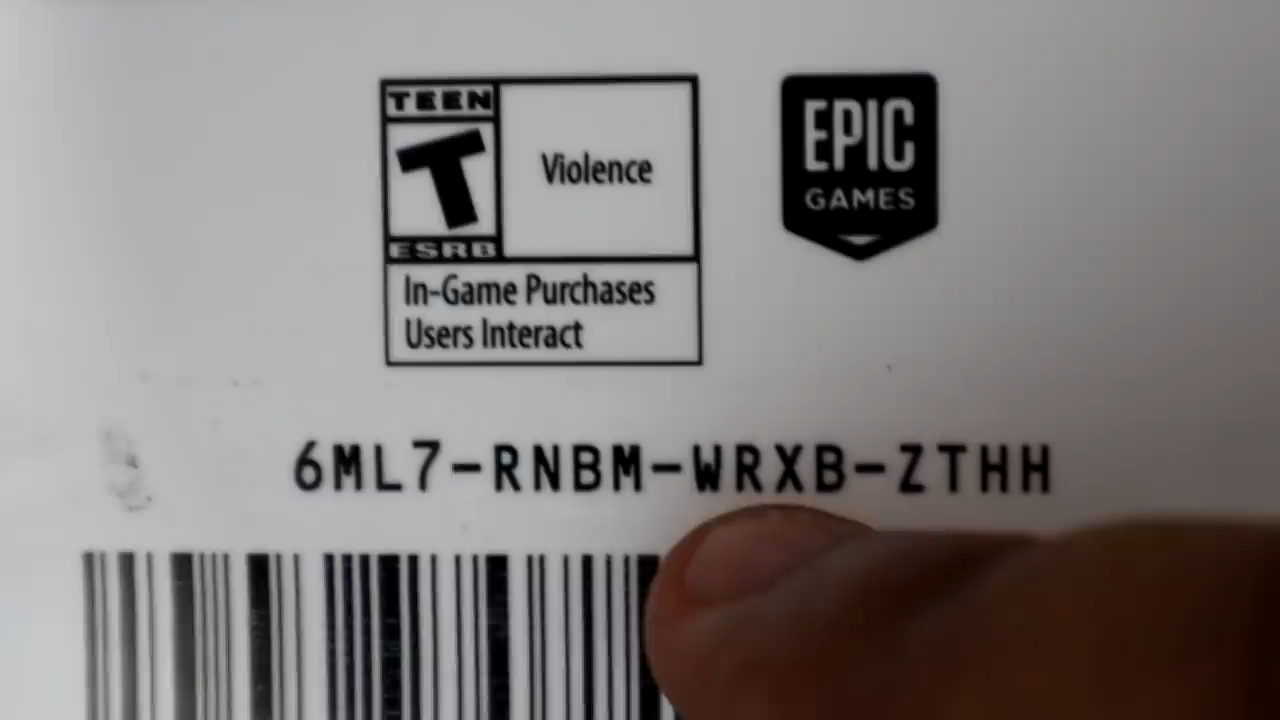 TEEN
T
ESRB
Violence
In-Game Purchases
Users Interact
EPIC
GAMES
6ML7-RNBM-WRXB-ZTHH